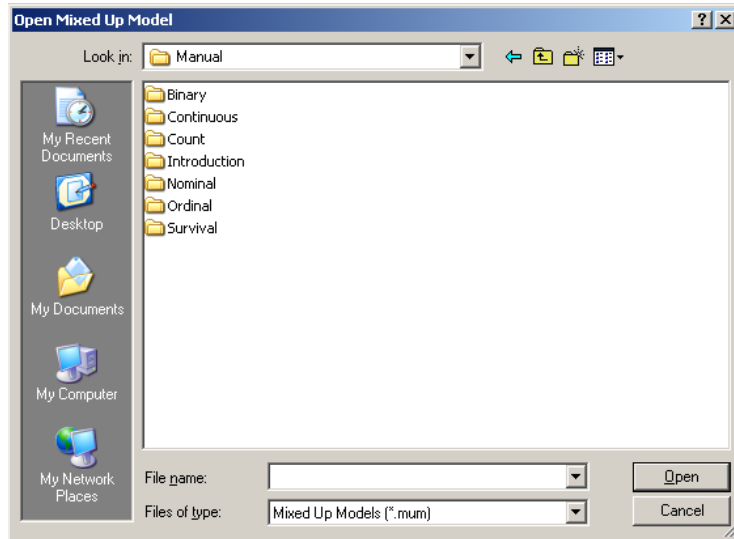 Open Mixed Up Model
Look in: Manual
Binary
Continuous
Count
Introduction
Nominal
Ordinal
Survival
My Recent
Documents
Desktop
My Documents
My Computer
My Network
Places
File name:
Open
Files of type: Mixed Up Models (*.mum)
Cancel